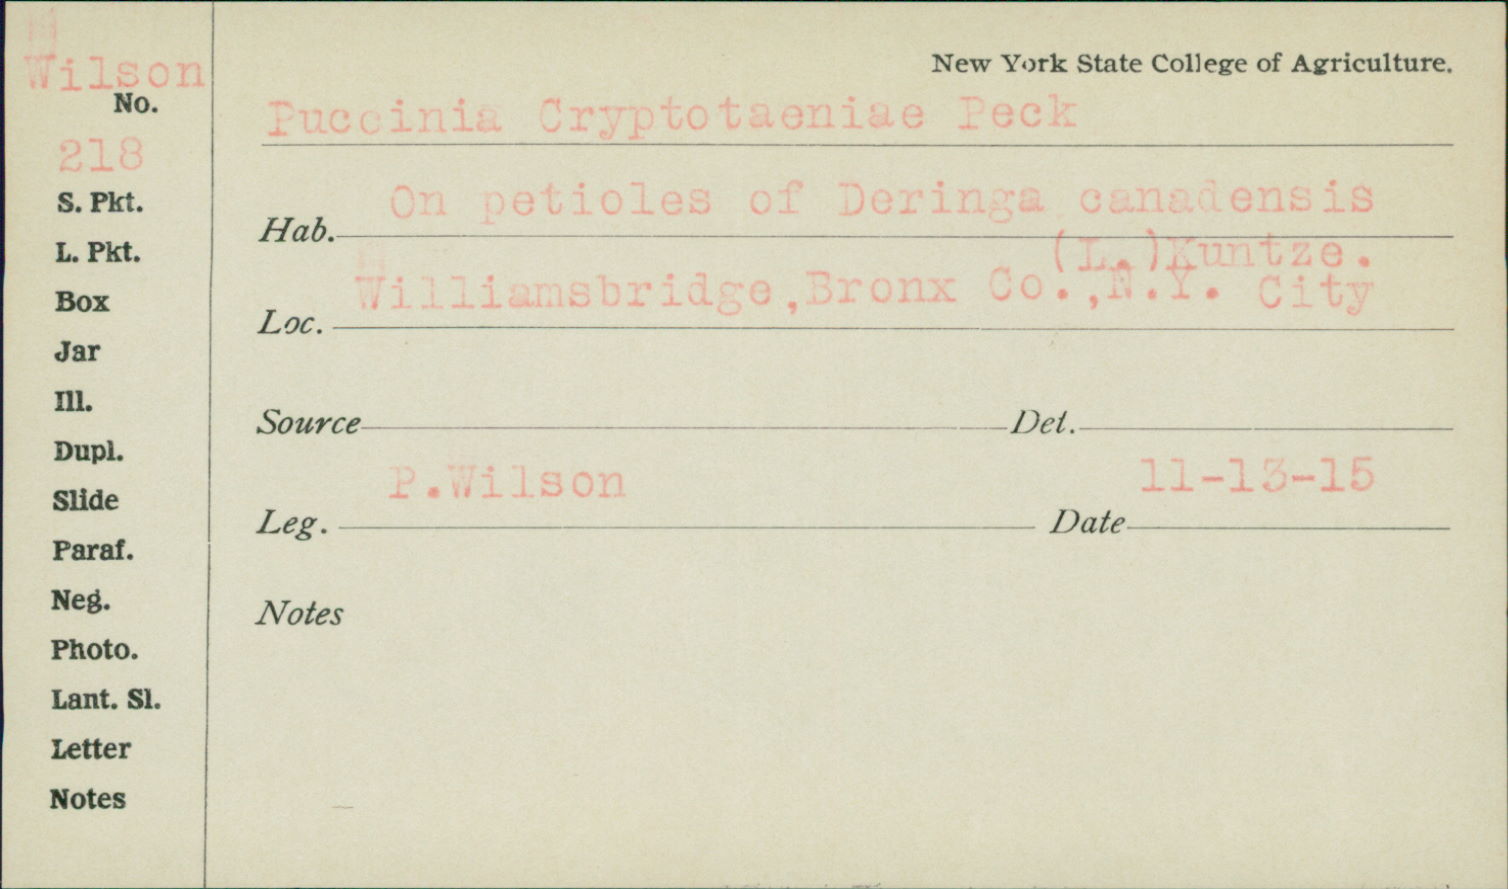 Wilson
No.
218
S. Pkt.
L. Pkt.
Box
Jar
Ill.
Dupl.
Slide
Paraf.
Neg.
Photo.
Lant. Sl.
Letter
Notes
New York State College of Agriculture.
Puccinia Cryptotaeniae Peck
Hab. On petioles of Deringa canadensis
(L.)Kuntze.
Loc. Williamsbridge,Bronx Co.,N.Y. City
Source Det.
Leg. P.Wilson Date 11-13-15
Notes